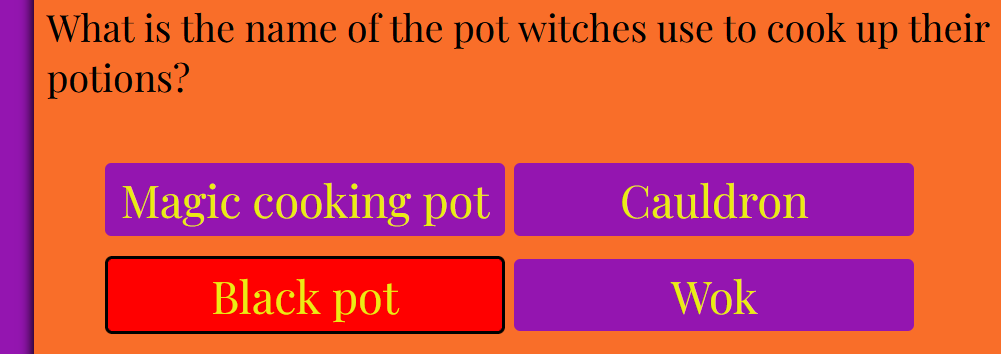 What is the name of the pot witches use to cook up their
potions?
Magic cooking pot
Cauldron
Black pot
Wok